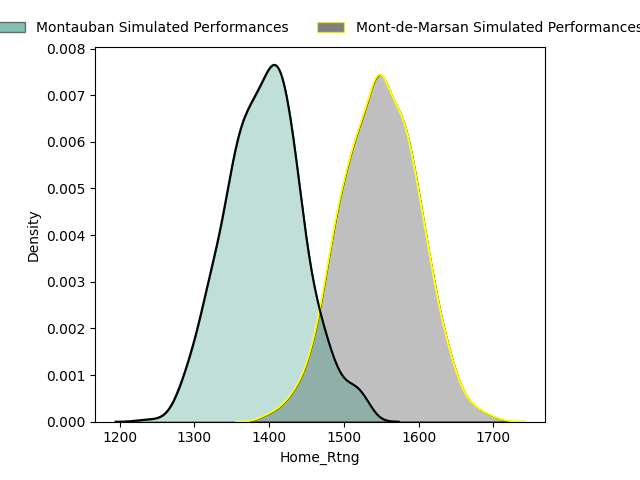 Montauban Simulated Performances Mont-de-Marsan Simulated Performances
0.008
0.007
0.006
0.005
0.004
0.003
0.002
0.001
0.000
Density
1200 1300 1400 1500 1600 1700
Home_Rtng